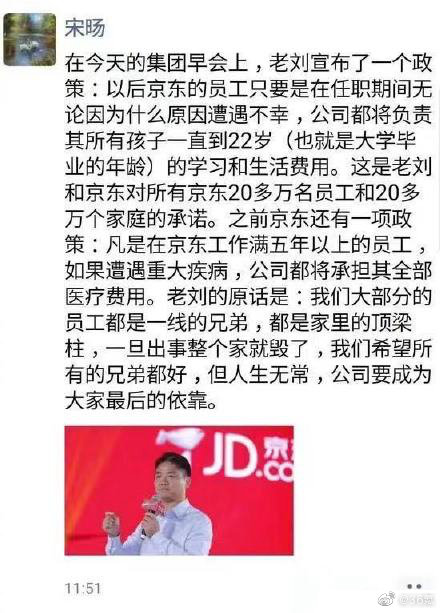 宋旸
在今天的集团早会上，老刘宣布了一个政
策：以后京东的员工只要是在任职期间无
论因为什么原因遭遇不幸，公司都将负责
其所有孩子一直到22岁（也就是大学毕
业的年龄）的学习和生活费用。这是老刘
和京东对所有京东20多万名员工和20多
万个家庭的承诺。之前京东还有一项政
策：凡是在京东工作满五年以上的员工，
如果遭遇重大疾病，公司都将承担其全部
医疗费用。老刘的原话是：我们大部分的
员工都是一线的兄弟，都是家里的顶梁
柱，一旦出事整个家就毁了，我们希望所
有的兄弟都好，但人生无常，公司要成为
大家最后的依靠。
JD.co
京东
11:51
@36氪